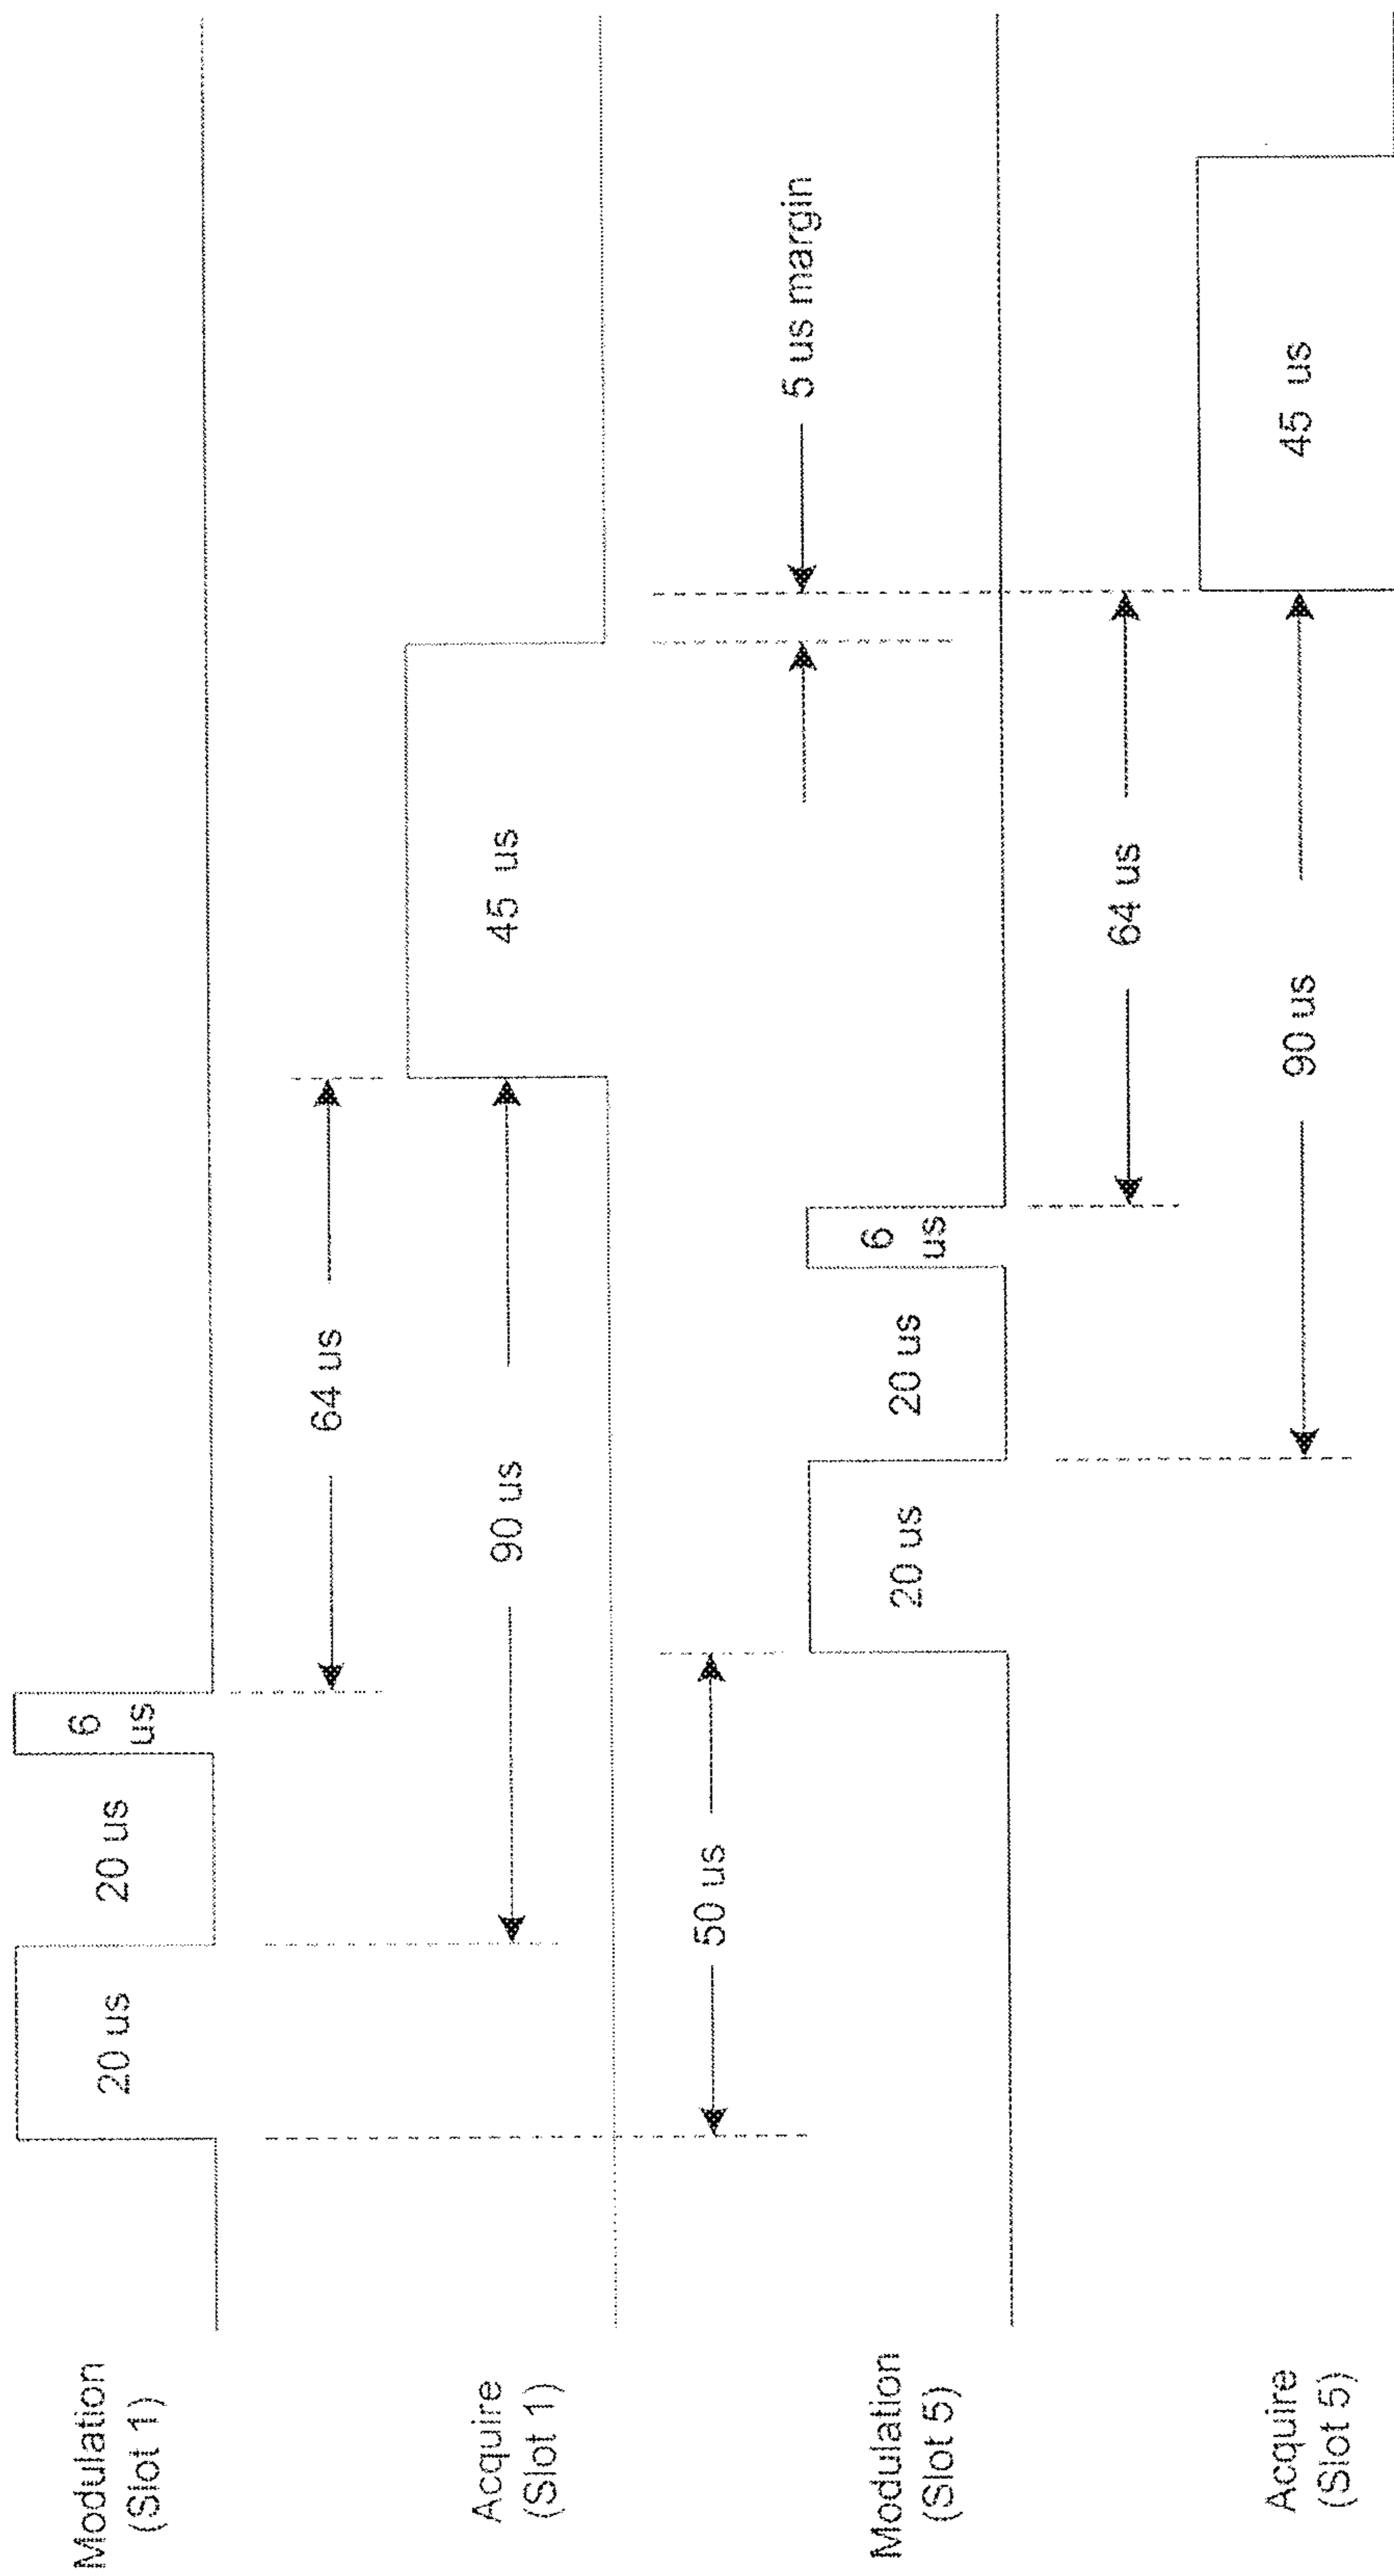 Modulation
(Slot 1)
20 us
20 us
6
us
64 us
Acquire
(Slot 1)
90 us
45 us
50 us
5 us margin
Modulation
(Slot 5)
20 us
20 us
6
us
64 us
Acquire
(Slot 5)
90 us
45 us